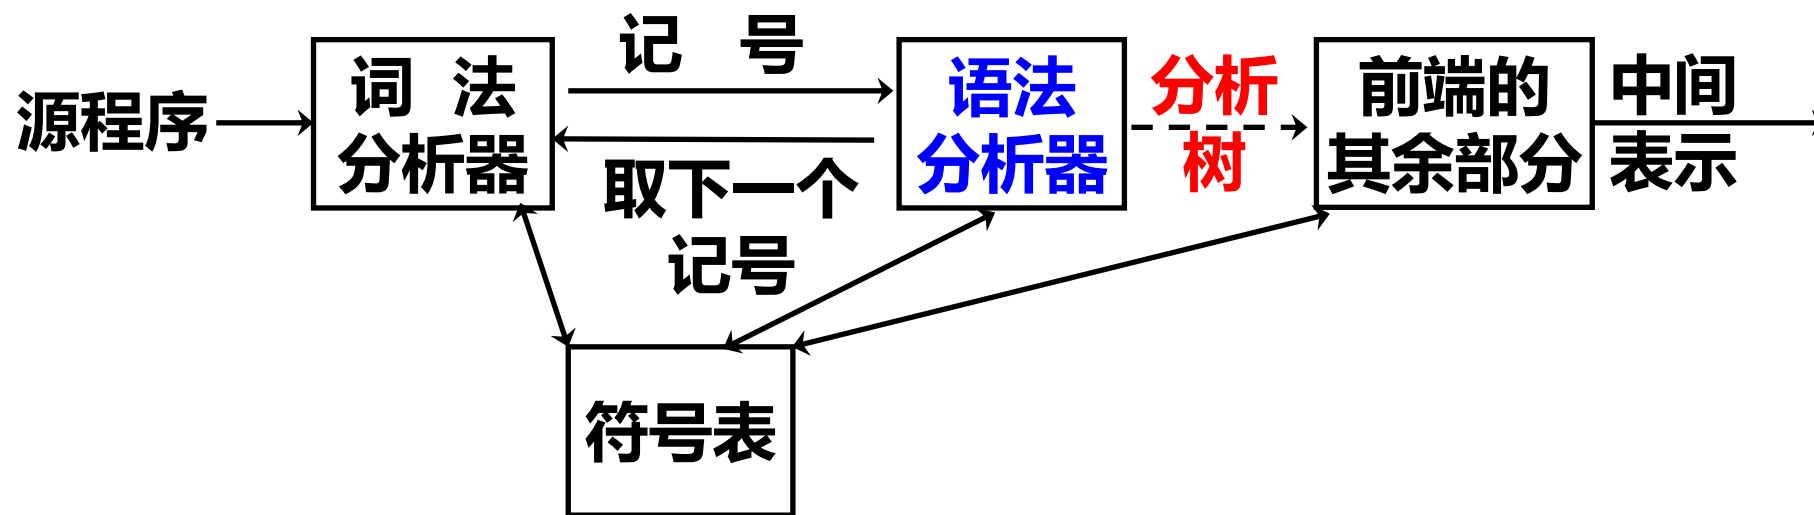 源程序
词 法
分析器
记 号
取下一个
记号
语法
分析器
分析
树
前端的
其余部分
中间
表示
符号表